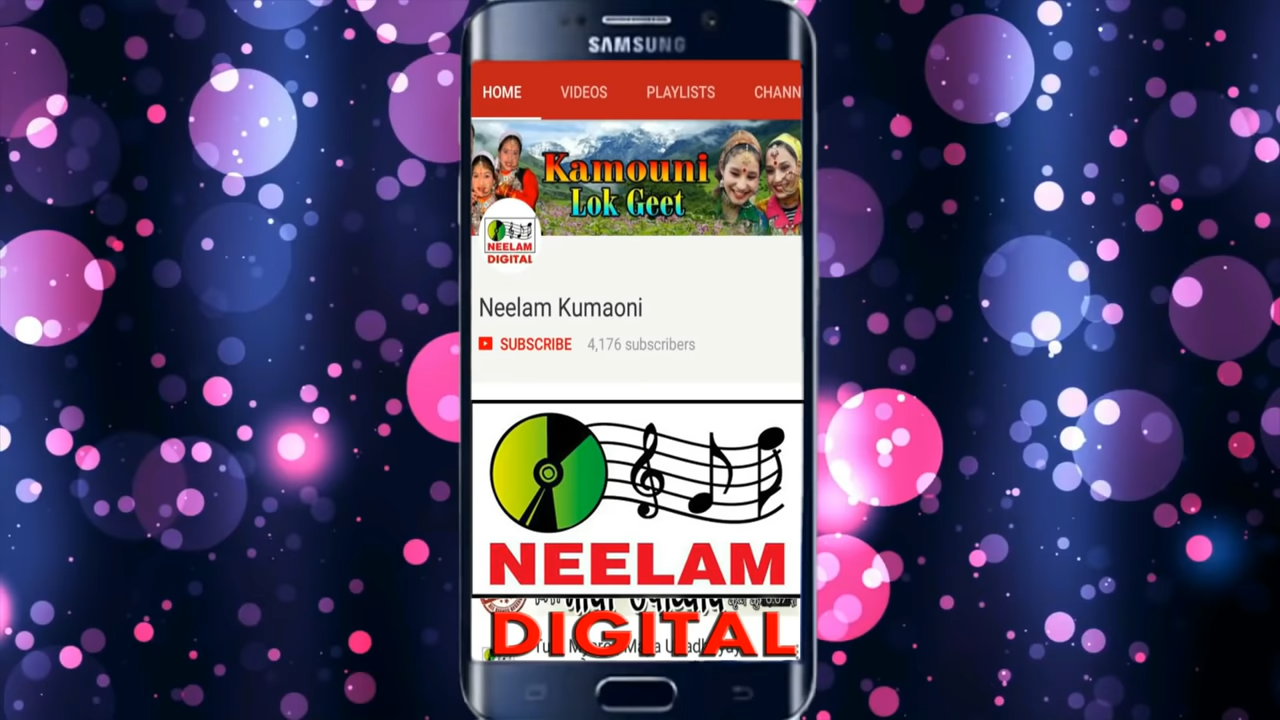 SAMSUNG
HOME VIDEOS PLAYLISTS CHANN
Kamouni
Lok Geet
NEELAM
DIGITAL
Neelam Kumaoni
SUBSCRIBE 4,176 subscribers
NEELAM
DIGITAL